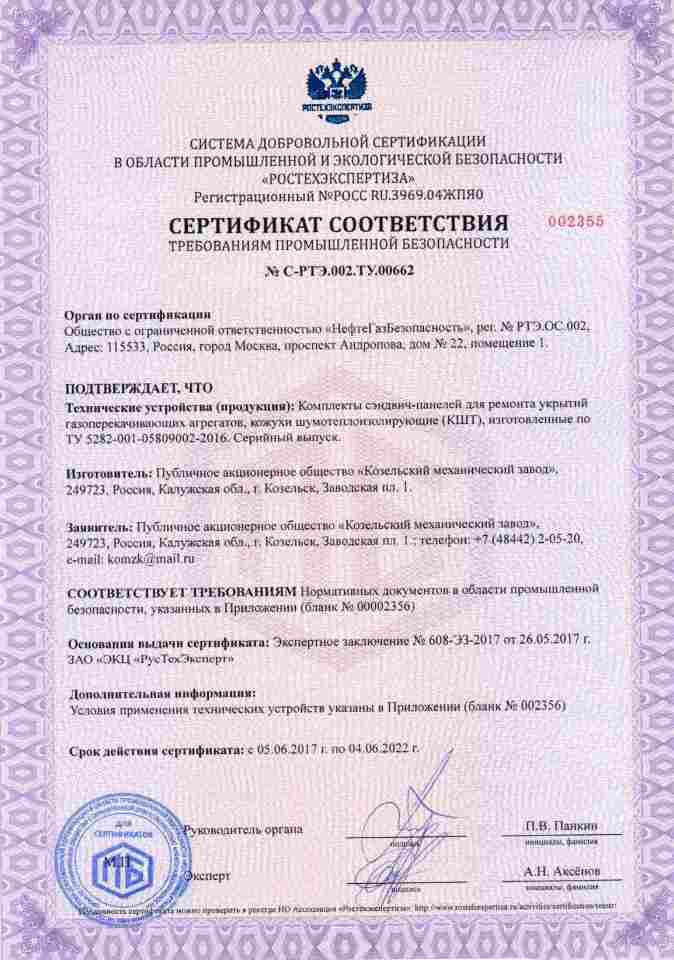 РОСТЕХЭКСПЕРТИЗА
СИСТЕМА ДОБРОВОЛЬНОЙ СЕРТИФИКАЦИИ
В ОБЛАСТИ ПРОМЫШЛЕННОЙ И ЭКОЛОГИЧЕСКОЙ БЕЗОПАСНОСТИ
«РОСТЕХЭКСПЕРТИЗА»
Регистрационный №РОСС RU.З969.04ЖПЯ0
СЕРТИФИКАТ СООТВЕТСТВИЯ 002355
ТРЕБОВАНИЯМ ПРОМЫШЛЕННОЙ БЕЗОПАСНОСТИ
№ С-РТЭ.002.ТУ.00662
Орган по сертификации
Общество с ограниченной ответственностью «НефтеГазБезопасность», рег. № РТЭ.ОС.002,
Адрес: 115533, Россия, город Москва, проспект Андропова, дом № 22, помещение 1.
ПОДТВЕРЖДАЕТ, ЧТО
Технические устройства (продукция): Комплекты сэндвич-панелей для ремонта укрытий
газоперекачивающих агрегатов, кожухи шумотеплоизолирующие (КШТ), изготовленные по
ТУ 5282-001-05809002-2016. Серийный выпуск.
Изготовитель: Публичное акционерное общество «Козельский механический завод»,
249723, Россия, Калужская обл., г. Козельск, Заводская пл. 1.
Заявитель: Публичное акционерное общество «Козельский механический завод»,
249723, Россия, Калужская обл., г. Козельск, Заводская пл. 1.; телефон: +7 (48442) 2-05-20,
e-mail: komzk@mail.ru
СООТВЕТСТВУЕТ ТРЕБОВАНИЯМ Нормативных документов в области промышленной
безопасности, указанных в Приложении (бланк № 00002356)
Основания выдачи сертификата: Экспертное заключение № 608-ЭЗ-2017 от 26.05.2017 г.
ЗАО «ЭКЦ «РусТехЭксперт»
Дополнительная информация:
Условия применения технических устройств указаны в Приложении (бланк № 002356)
Срок действия сертификата: с 05.06.2017 г. по 04.06.2022 г.
ДЛЯ
СЕРТИФИКАТОВ
М.П
Руководитель органа
подпись
П.В. Панкин
инициалы, фамилия
Эксперт
подпись
А.Н. Аксёнов
инициалы, фамилия
сертификата можно проверить в реестре НО Ассоциация «Ростехэкспертиза»: